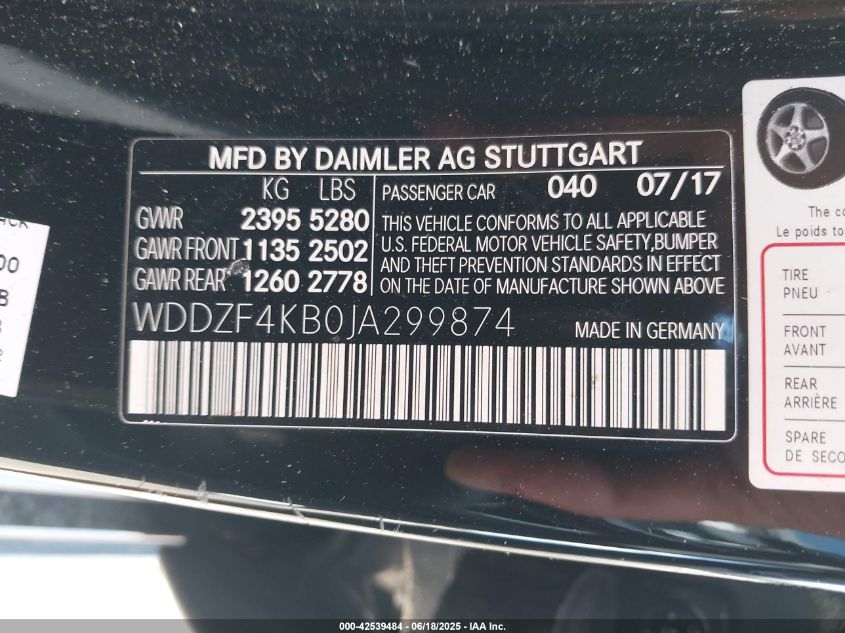 MFD BY DAIMLER AG STUTTGART
KG LBS
GVWR 2395 5280
GAWR FRONT 1135 2502
GAWR REAR 1260 2778
PASSENGER CAR 040 07/17
THIS VEHICLE CONFORMS TO ALL APPLICABLE
U.S. FEDERAL MOTOR VEHICLE SAFETY,BUMPER
AND THEFT PREVENTION STANDARDS IN EFFECT
ON THE DATE OF MANUFACTURE SHOWN ABOVE
WDDZF4KB0JA299874 MADE IN GERMANY
The co
Le poids to
TIRE
PNEU
FRONT
AVANT
REAR
ARRIÈRE
SPARE
DE SECO
00
B
000-42539484 - 06/18/2025 - IAA Inc.